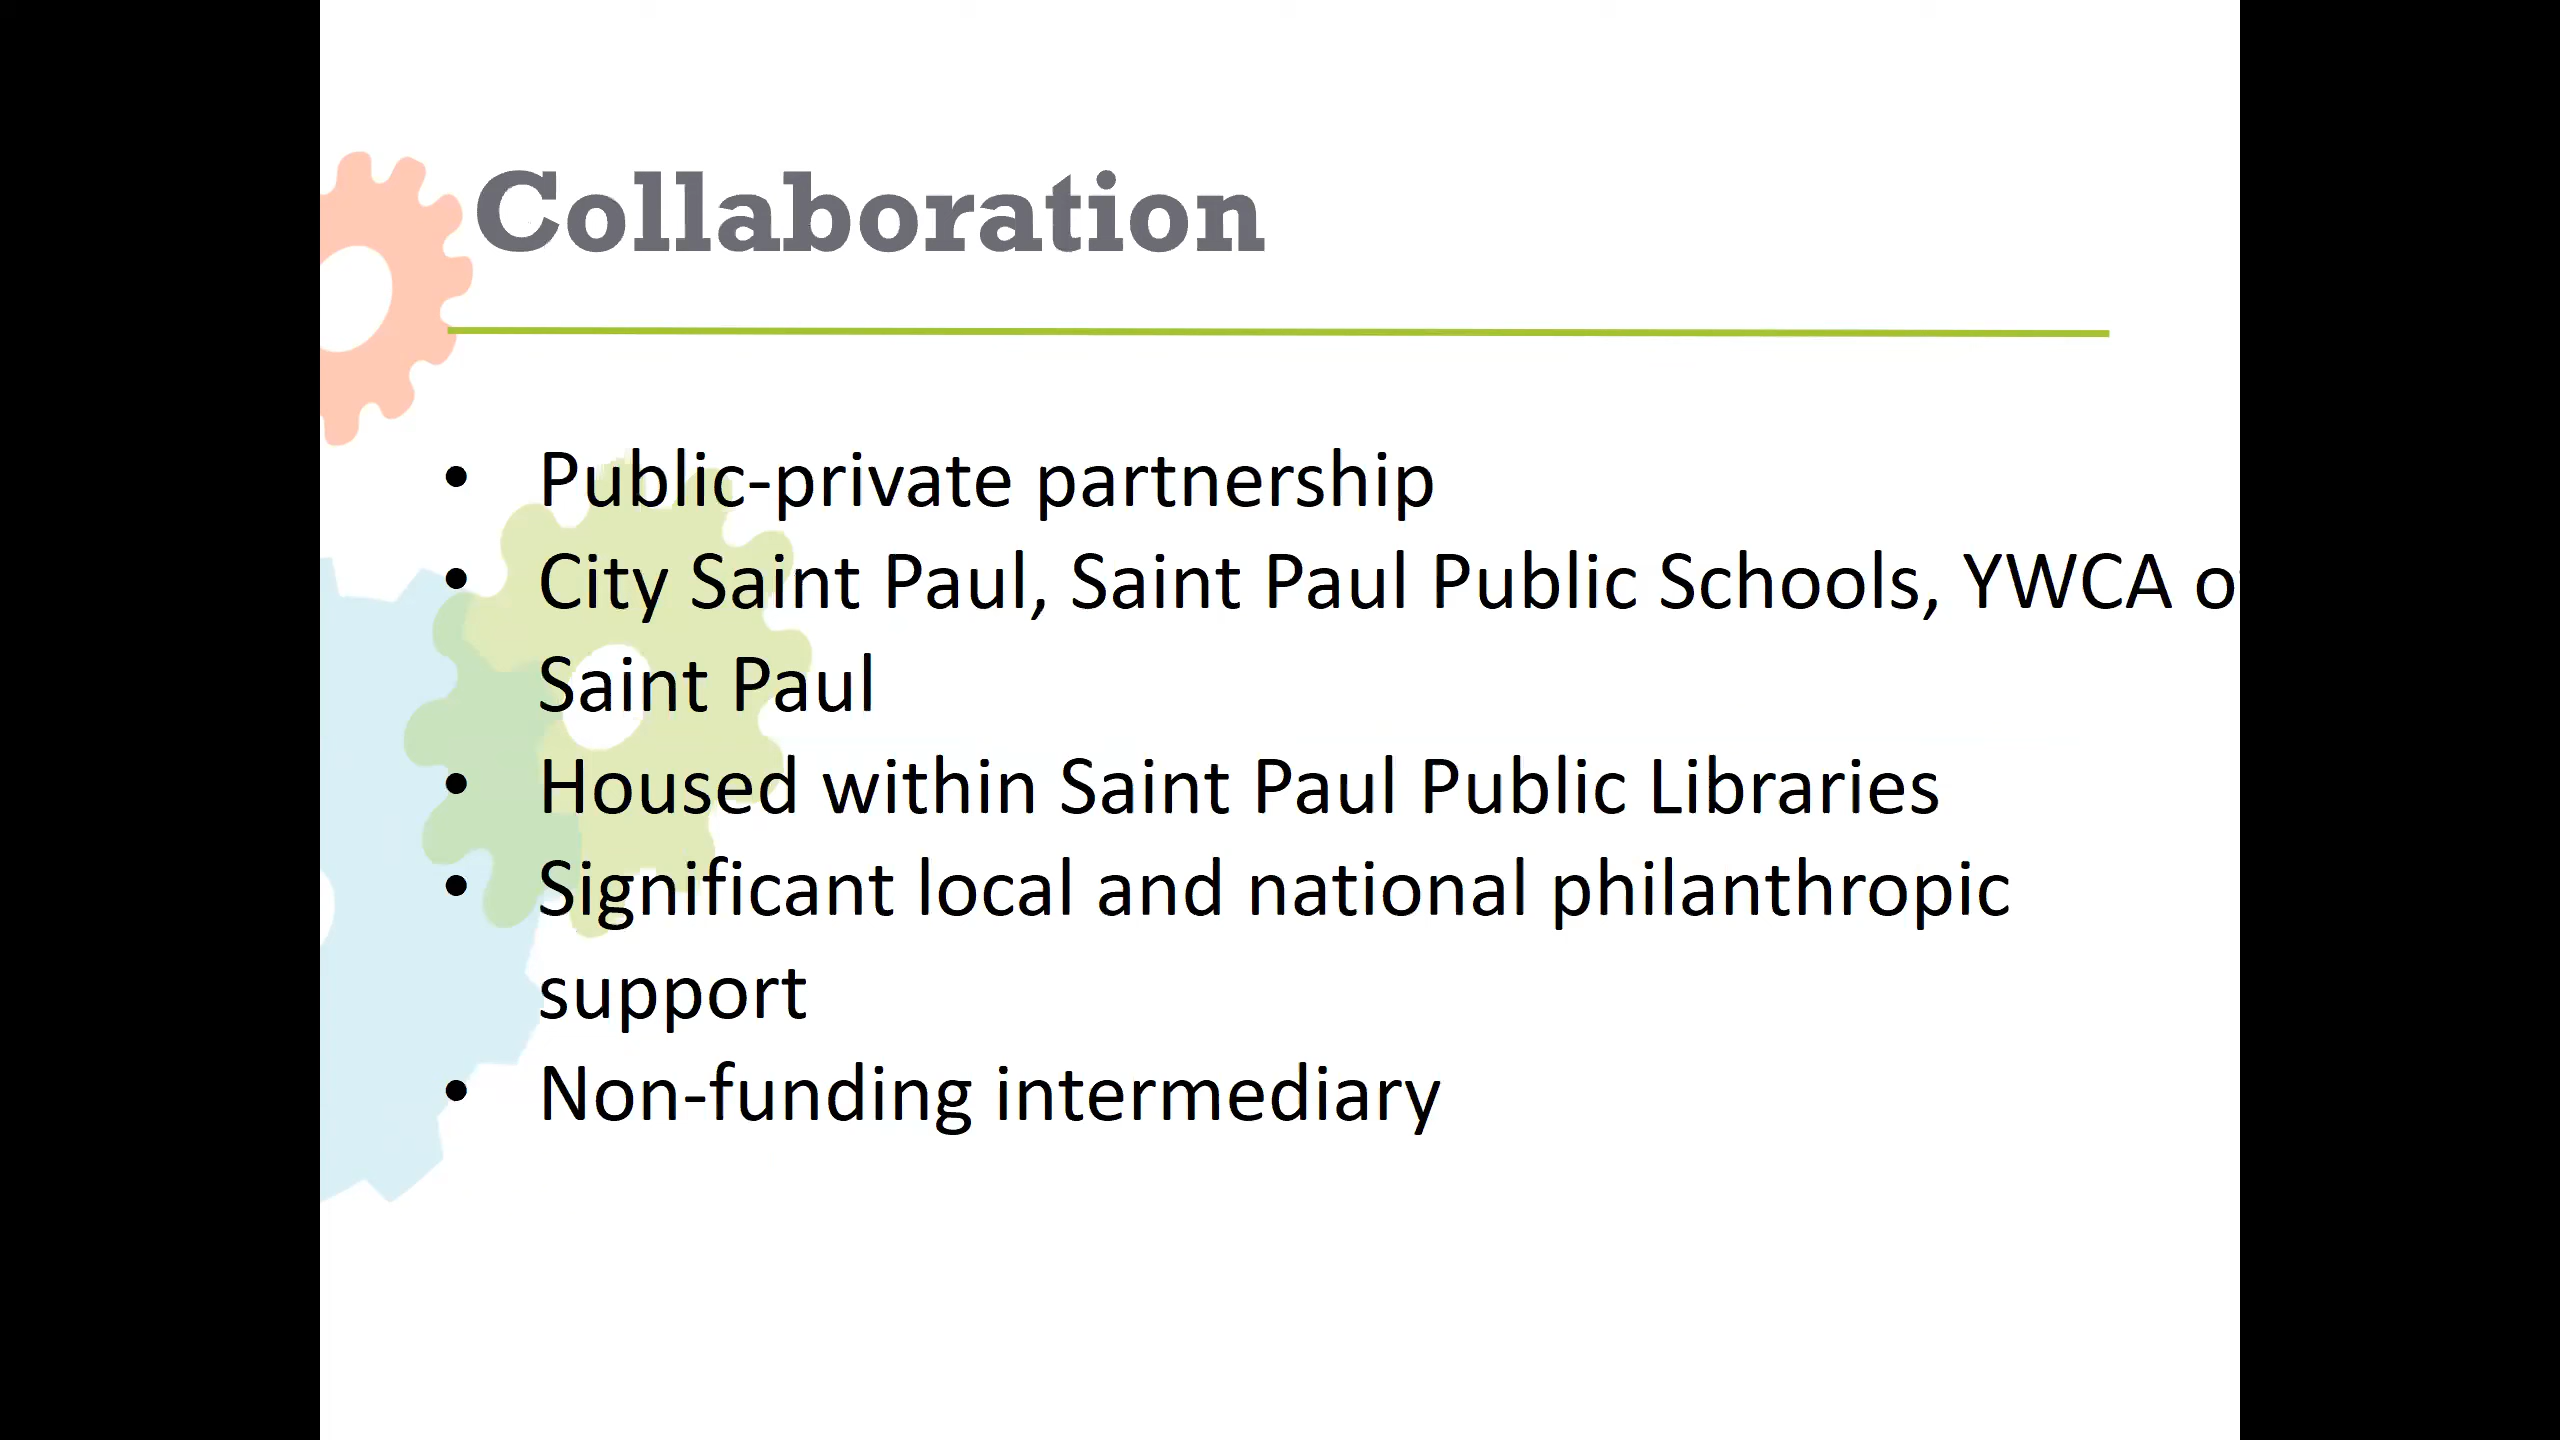 Collaboration
• Public-private partnership
• City Saint Paul, Saint Paul Public Schools, YWCA o
Saint Paul
• Housed within Saint Paul Public Libraries
• Significant local and national philanthropic
support
• Non-funding intermediary